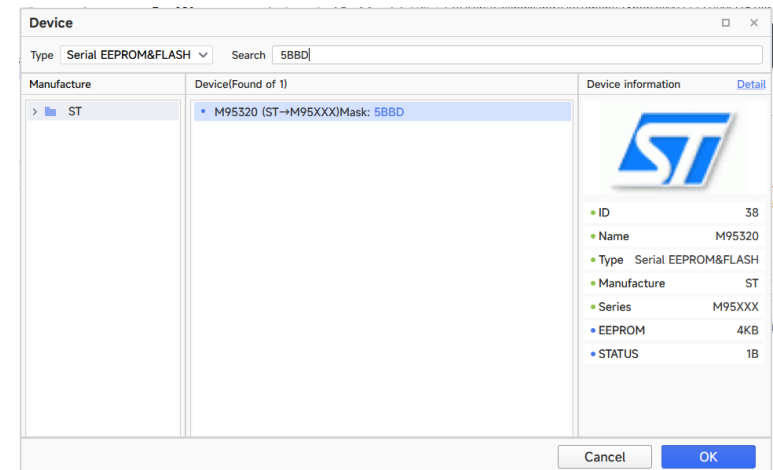 Device
Type Serial EEPROM&FLASH Search 5BBD
Manufacture Device(Found of 1) Device information Detail
ST
M95320 (ST→M95XXX)Mask: 5BBD
ST
ID 38
Name M95320
Type Serial EEPROM&FLASH
Manufacture ST
Series M95XXX
EEPROM 4KB
STATUS 1B
Cancel OK